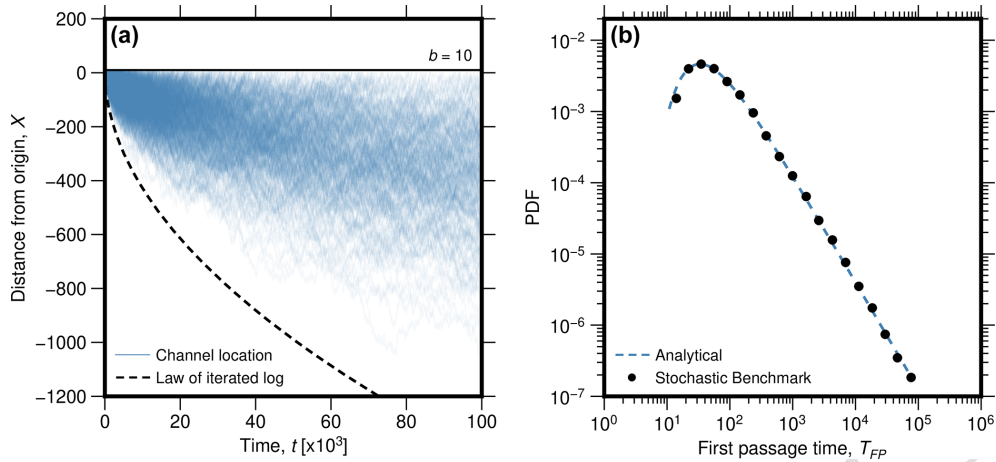 (a)
b = 10
200
0
−200
−400
−600
−800
−1000
−1200
Distance from origin, X
Channel location
Law of iterated log
0 20 40 60 80 100
Time, t [x10³]
(b)
10⁻²
10⁻³
10⁻⁴
10⁻⁵
10⁻⁶
10⁻⁷
PDF
Analytical
Stochastic Benchmark
10⁰ 10¹ 10² 10³ 10⁴ 10⁵ 10⁶
First passage time, T_FP